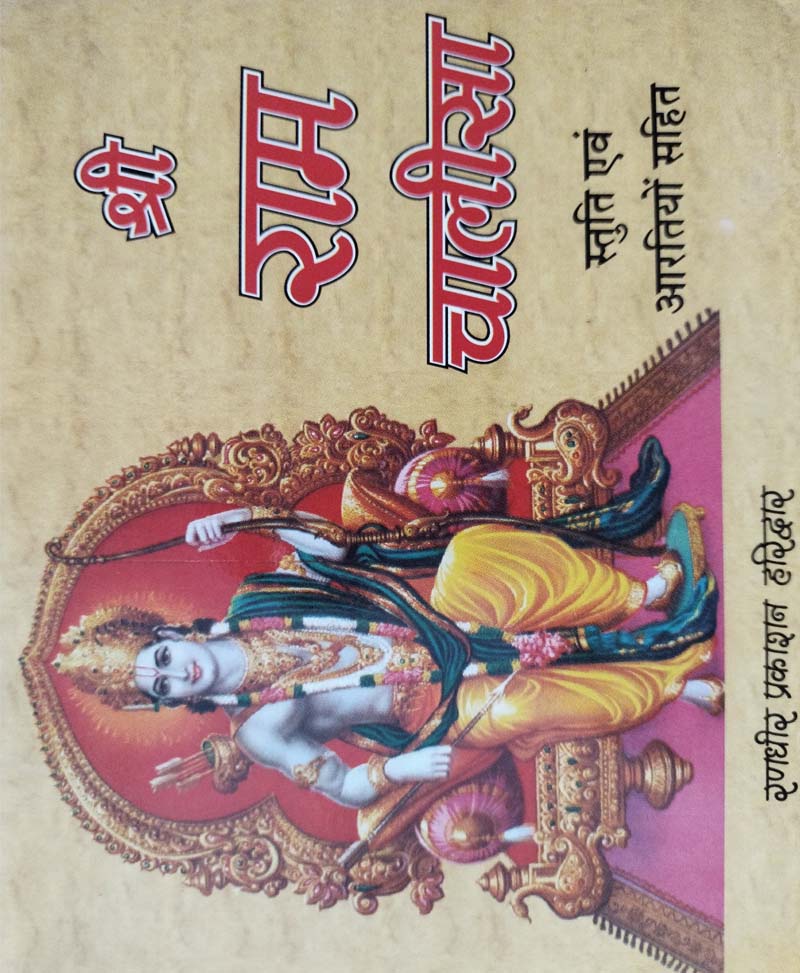 श्री
राम
चालीसा
स्तुति एवं
आरतियों सहित
रणधीर प्रकाशन हरिद्वार